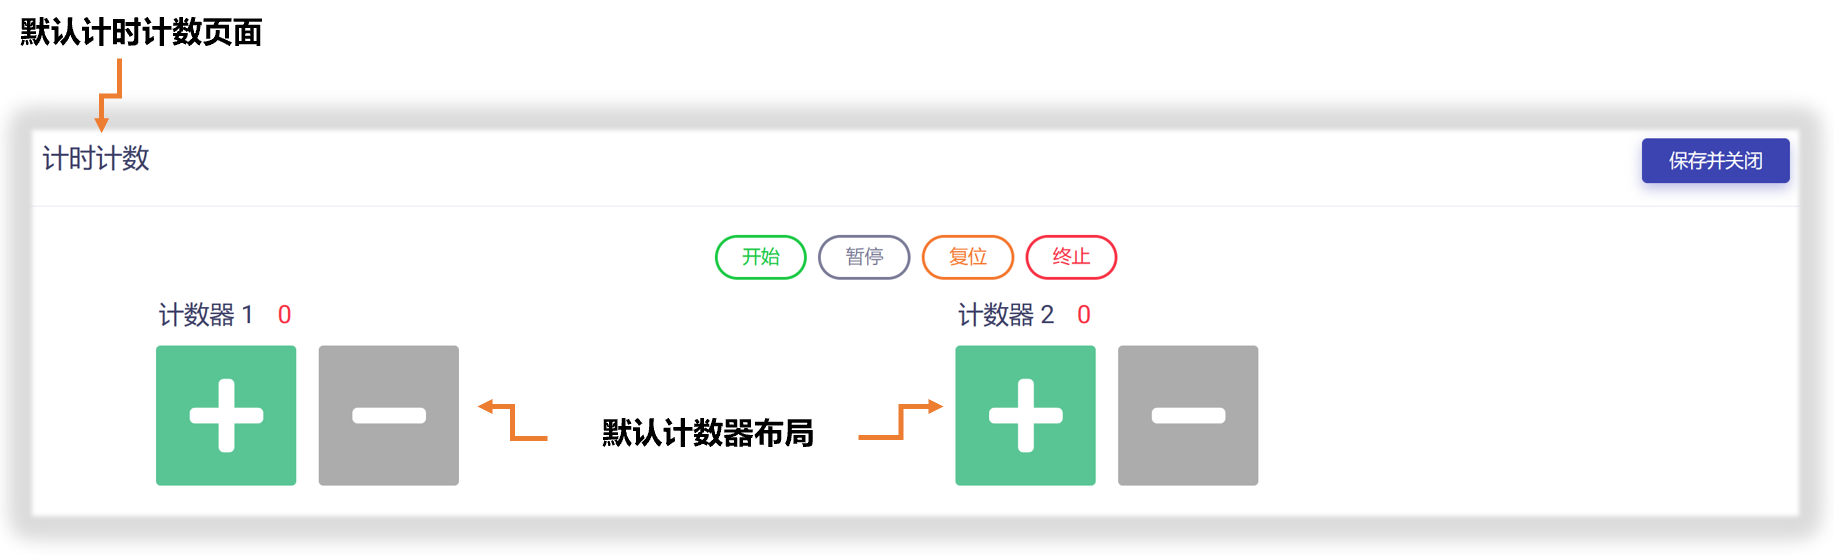 默认计时计数页面
计时计数
保存并关闭
开始 暂停 复位 终止
计数器 1 0
计数器 2 0
默认计数器布局